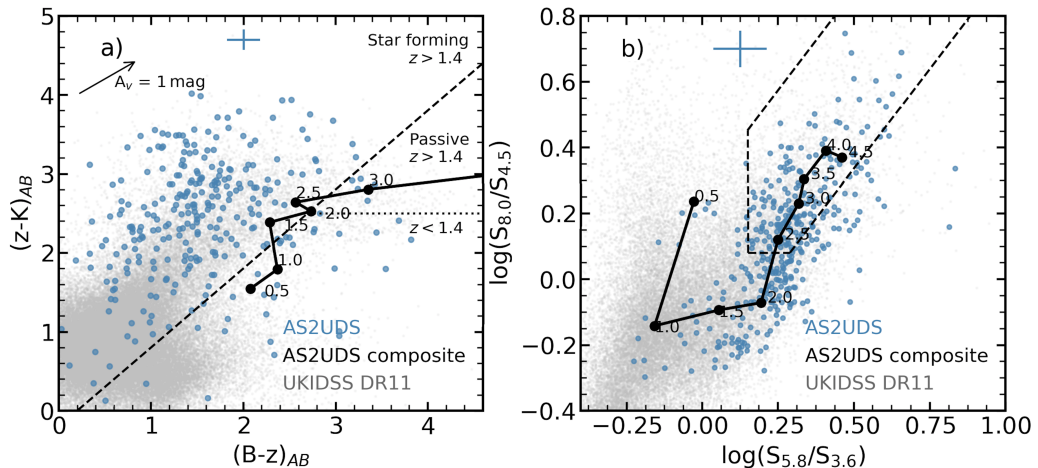 a)
Star forming
z > 1.4
A_v = 1 mag
Passive
z > 1.4
3.0
2.5
2.0
1.5
z < 1.4
1.0
0.5
AS2UDS
AS2UDS composite
UKIDSS DR11
5
4
3
2
1
0
0
1
2
3
4
(z-K)_AB
(B-z)_AB
b)
4.0
4.5
3.5
0.5
3.0
2.5
2.0
1.5
1.0
AS2UDS
AS2UDS composite
UKIDSS DR11
0.8
0.6
0.4
0.2
0.0
−0.2
−0.4
−0.25
0.00
0.25
0.50
0.75
1.00
log(S_8.0/S_4.5)
log(S_5.8/S_3.6)